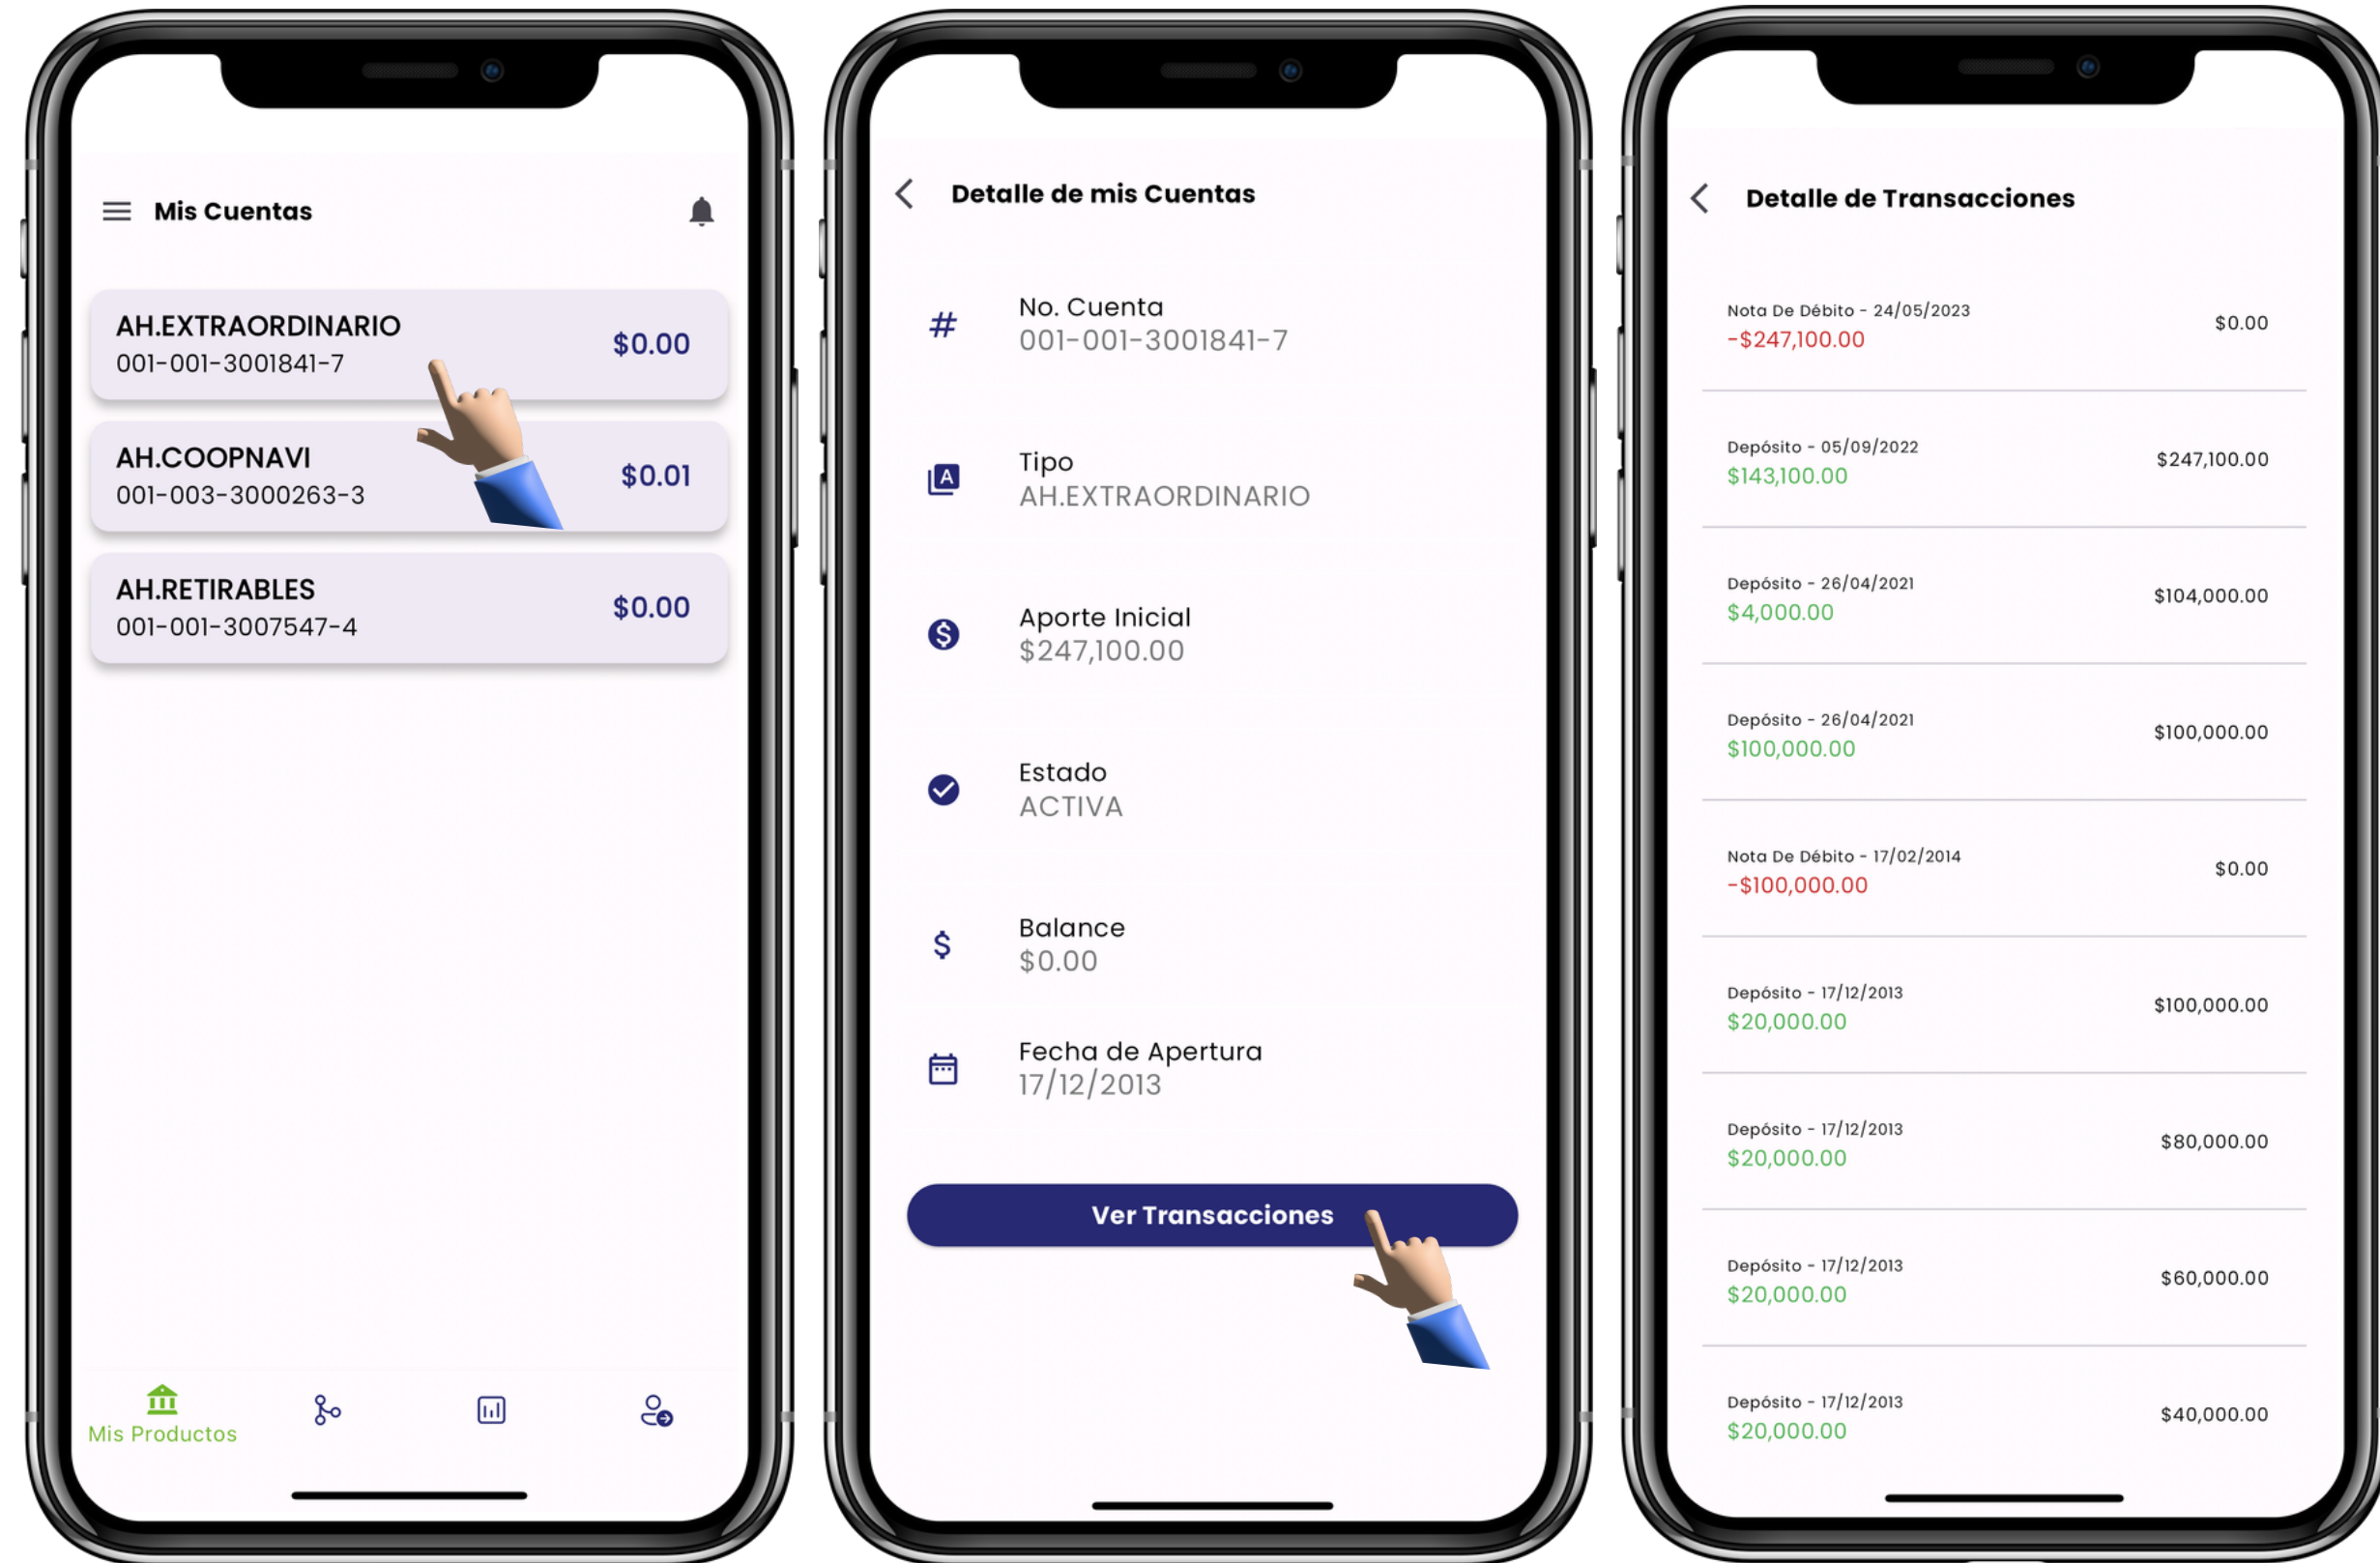 Mis Cuentas
AH.EXTRAORDINARIO
001-001-3001841-7
$0.00
AH.COOPNAVI
001-003-3000263-3
$0.01
AH.RETIRABLES
001-001-3007547-4
$0.00
Mis Productos
Detalle de mis Cuentas
No. Cuenta
001-001-3001841-7
Tipo
AH.EXTRAORDINARIO
Aporte Inicial
$247,100.00
Estado
ACTIVA
Balance
$0.00
Fecha de Apertura
17/12/2013
Ver Transacciones
Detalle de Transacciones
Nota De Débito - 24/05/2023
-$247,100.00
$0.00
Depósito - 05/09/2022
$143,100.00
$247,100.00
Depósito - 26/04/2021
$4,000.00
$104,000.00
Depósito - 26/04/2021
$100,000.00
$100,000.00
Nota De Débito - 17/02/2014
-$100,000.00
$0.00
Depósito - 17/12/2013
$20,000.00
$100,000.00
Depósito - 17/12/2013
$20,000.00
$80,000.00
Depósito - 17/12/2013
$20,000.00
$60,000.00
Depósito - 17/12/2013
$20,000.00
$40,000.00